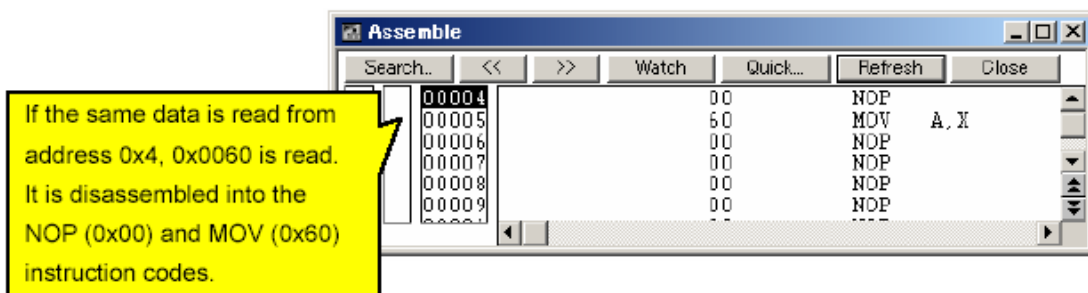 Assemble
Search.. << >> Watch Quick... Refresh Close
If the same data is read from
address 0x4, 0x0060 is read.
It is disassembled into the
NOP (0x00) and MOV (0x60)
instruction codes.
00004 00 NOP
00005 60 MOV A,X
00006 00 NOP
00007 00 NOP
00008 00 NOP
00009 00 NOP